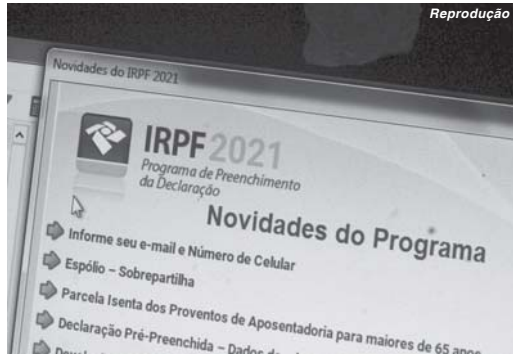 Reprodução
Novidades do IRPF 2021
IRPF 2021
Programa de Preenchimento
da Declaração
Novidades do Programa
Informe seu e-mail e Número de Celular
Espólio – Sobrepartilha
Parcela Isenta dos Proventos de Aposentadoria para maiores de 65 anos
Declaração Pré-Preenchida – Dados